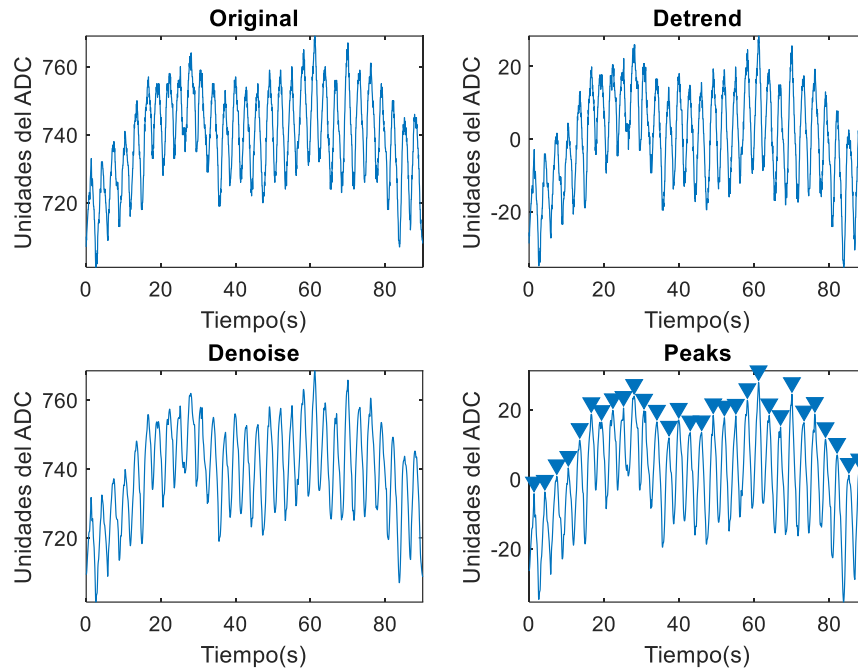 Original
Unidades del ADC
760
740
720
0 20 40 60 80
Tiempo(s)
Detrend
Unidades del ADC
20
0
-20
0 20 40 60 80
Tiempo(s)
Denoise
Unidades del ADC
760
740
720
0 20 40 60 80
Tiempo(s)
Peaks
Unidades del ADC
20
0
-20
0 20 40 60 80
Tiempo(s)